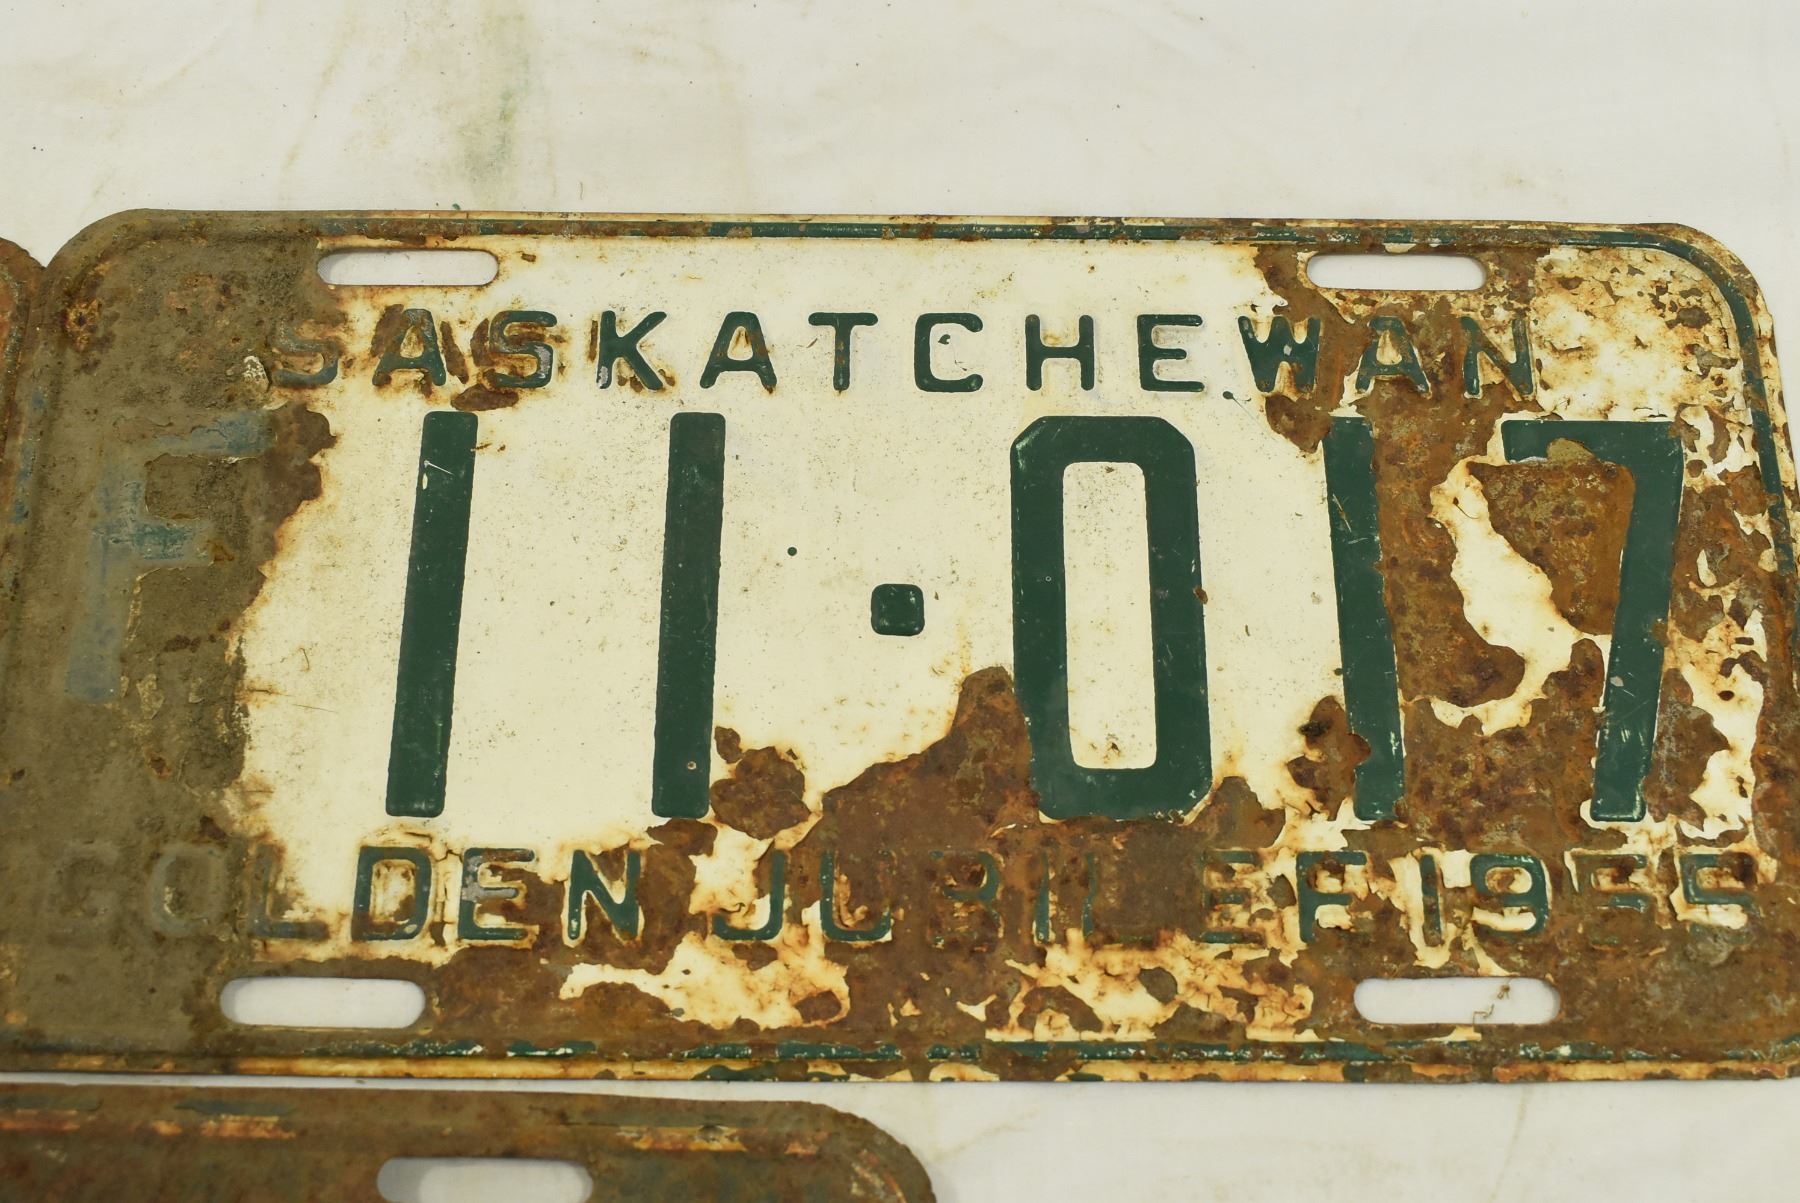 SASKATCHEWAN
F 11·017
GOLDEN JUBILEE 1955